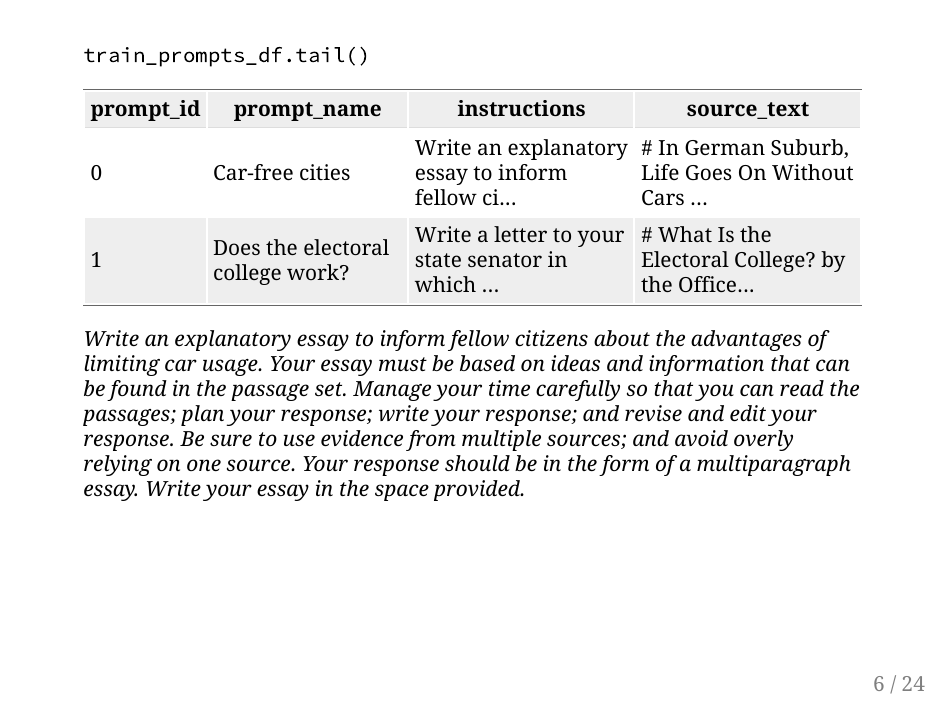 train_prompts_df.tail()
prompt_id prompt_name instructions source_text
0 Car-free cities Write an explanatory essay to inform fellow ci... # In German Suburb, Life Goes On Without Cars ...
1 Does the electoral college work? Write a letter to your state senator in which ... # What Is the Electoral College? by the Office...
Write an explanatory essay to inform fellow citizens about the advantages of
limiting car usage. Your essay must be based on ideas and information that can
be found in the passage set. Manage your time carefully so that you can read the
passages; plan your response; write your response; and revise and edit your
response. Be sure to use evidence from multiple sources; and avoid overly
relying on one source. Your response should be in the form of a multiparagraph
essay. Write your essay in the space provided.
6 / 24